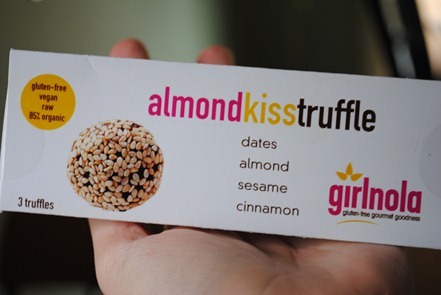 gluten-free
vegan
raw
85% organic
almondkisstruffle
dates
almond
sesame
cinnamon
girlnola
gluten-free gourmet goodness
3 truffles